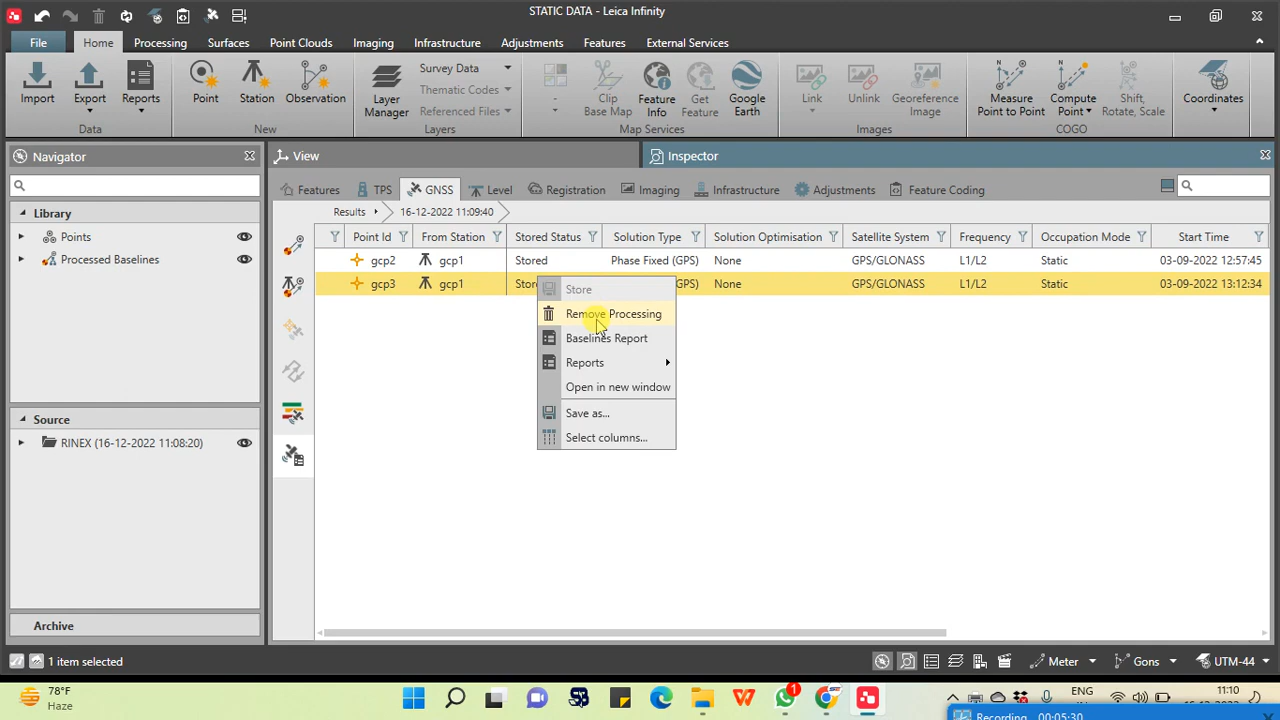 STATIC DATA - Leica Infinity
File Home Processing Surfaces Point Clouds Imaging Infrastructure Adjustments Features External Services
Import Export Reports Point Station Observation Layer Manager Survey Data Thematic Codes Referenced Files - Clip Base Map Feature Info Get Feature Google Earth Link Unlink Georeference Image Measure Point to Point Compute Point Shift, Rotate, Scale Coordinates
Data New Layers Map Services Images COGO
Navigator View Inspector
Features TPS GNSS Level Registration Imaging Infrastructure Adjustments Feature Coding
Library Results 16-12-2022 11:09:40
Points Point Id From Station Stored Status Solution Type Solution Optimisation Satellite System Frequency Occupation Mode Start Time
Processed Baselines gcp2 gcp1 Stored Phase Fixed (GPS) None GPS/GLONASS L1/L2 Static 03-09-2022 12:57:45
gcp3 gcp1 Stor GPS) None GPS/GLONASS L1/L2 Static 03-09-2022 13:12:34
Store
Remove Processing
Baselines Report
Reports
Open in new window
Save as...
Select columns...
Source
RINEX (16-12-2022 11:08:20)
Archive
1 item selected Meter Gons UTM-44
78°F
Haze
1
ENG
IN
11:10
Recording 00:05:30